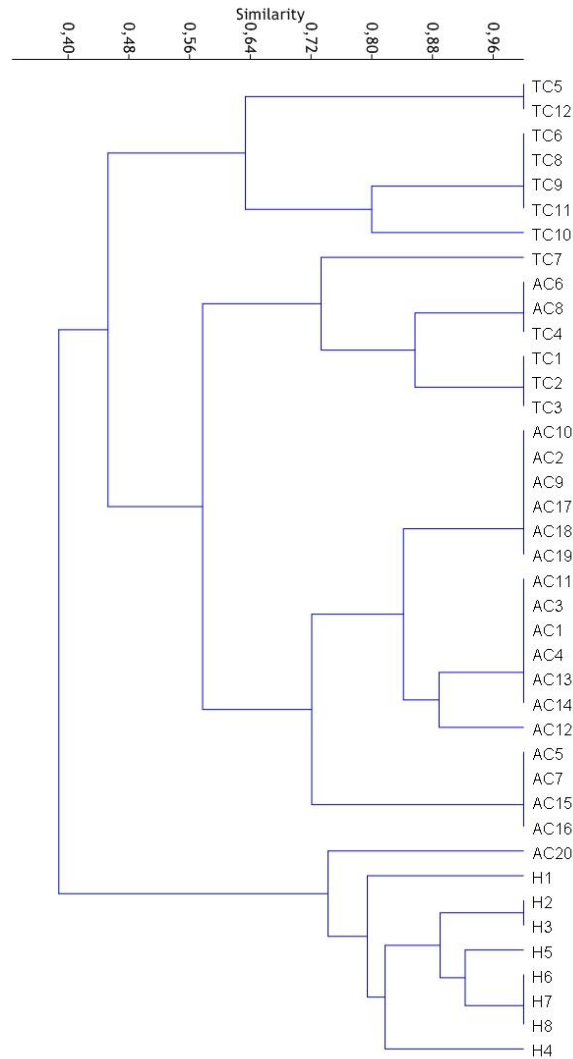 Similarity
0,40 0,48 0,56 0,64 0,72 0,80 0,88 0,96
TC5
TC12
TC6
TC8
TC9
TC11
TC10
TC7
AC6
AC8
TC4
TC1
TC2
TC3
AC10
AC2
AC9
AC17
AC18
AC19
AC11
AC3
AC1
AC4
AC13
AC14
AC12
AC5
AC7
AC15
AC16
AC20
H1
H2
H3
H5
H6
H7
H8
H4